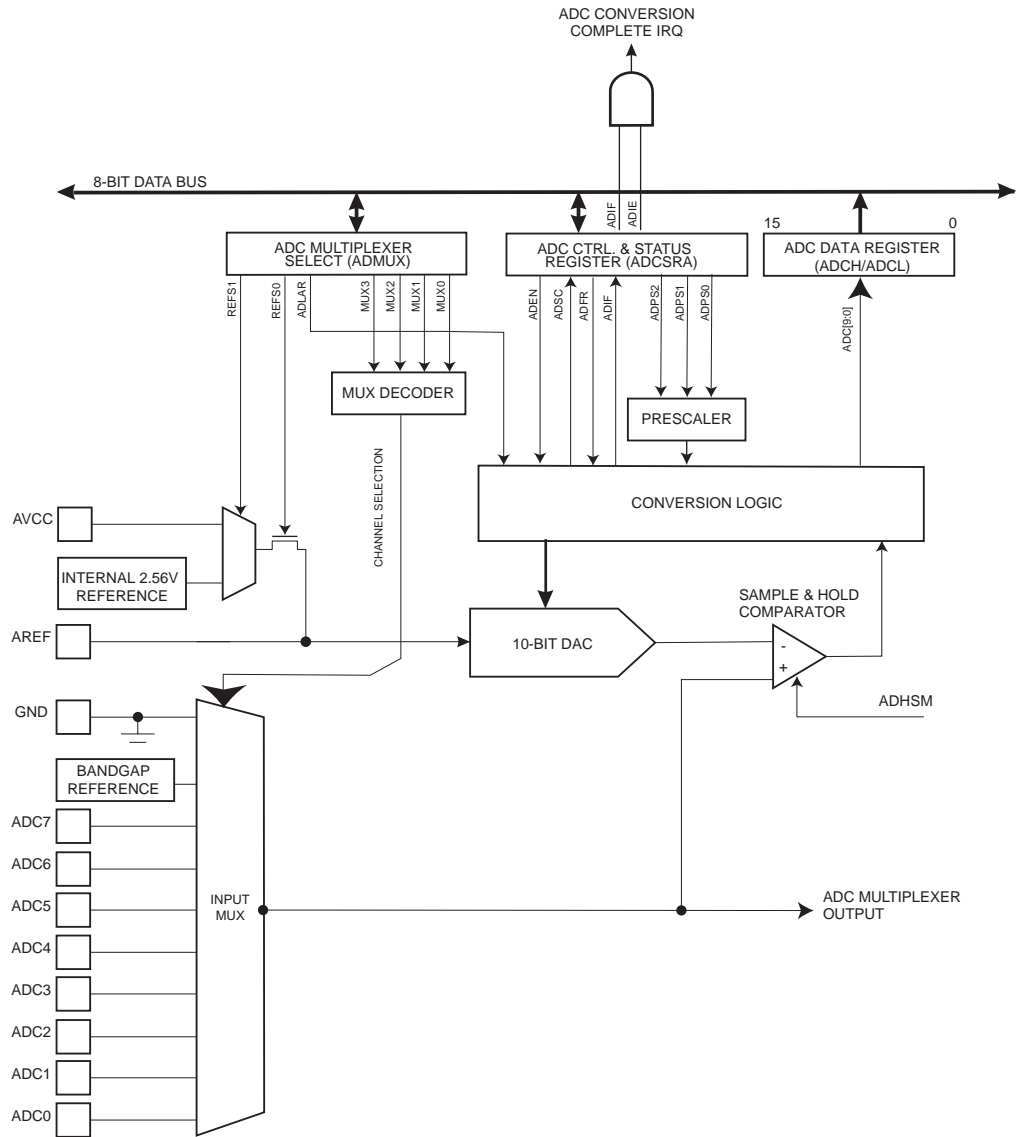 ADC CONVERSION
COMPLETE IRQ
8-BIT DATA BUS
ADIF
ADIE
15
0
ADC MULTIPLEXER
SELECT (ADMUX)
ADC CTRL. & STATUS
REGISTER (ADCSRA)
ADC DATA REGISTER
(ADCH/ADCL)
REFS1
REFS0
ADLAR
MUX3
MUX2
MUX1
MUX0
ADEN
ADSC
ADFR
ADIF
ADPS2
ADPS1
ADPS0
ADC[9:0]
MUX DECODER
PRESCALER
CHANNEL SELECTION
CONVERSION LOGIC
AVCC
INTERNAL 2.56V
REFERENCE
SAMPLE & HOLD
COMPARATOR
AREF
10-BIT DAC
-
+
GND
ADHSM
BANDGAP
REFERENCE
ADC7
ADC6
ADC5
INPUT
MUX
ADC MULTIPLEXER
OUTPUT
ADC4
ADC3
ADC2
ADC1
ADC0